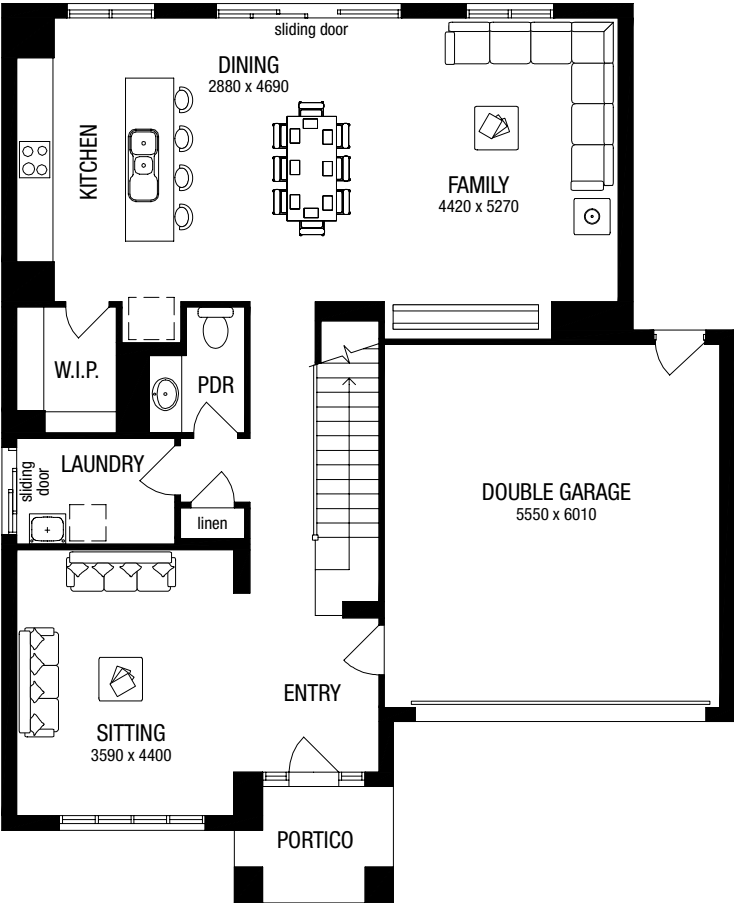 sliding door
DINING
2880 x 4690
KITCHEN
FAMILY
4420 x 5270
W.I.P.
PDR
LAUNDRY
sliding
door
linen
DOUBLE GARAGE
5550 x 6010
ENTRY
SITTING
3590 x 4400
PORTICO